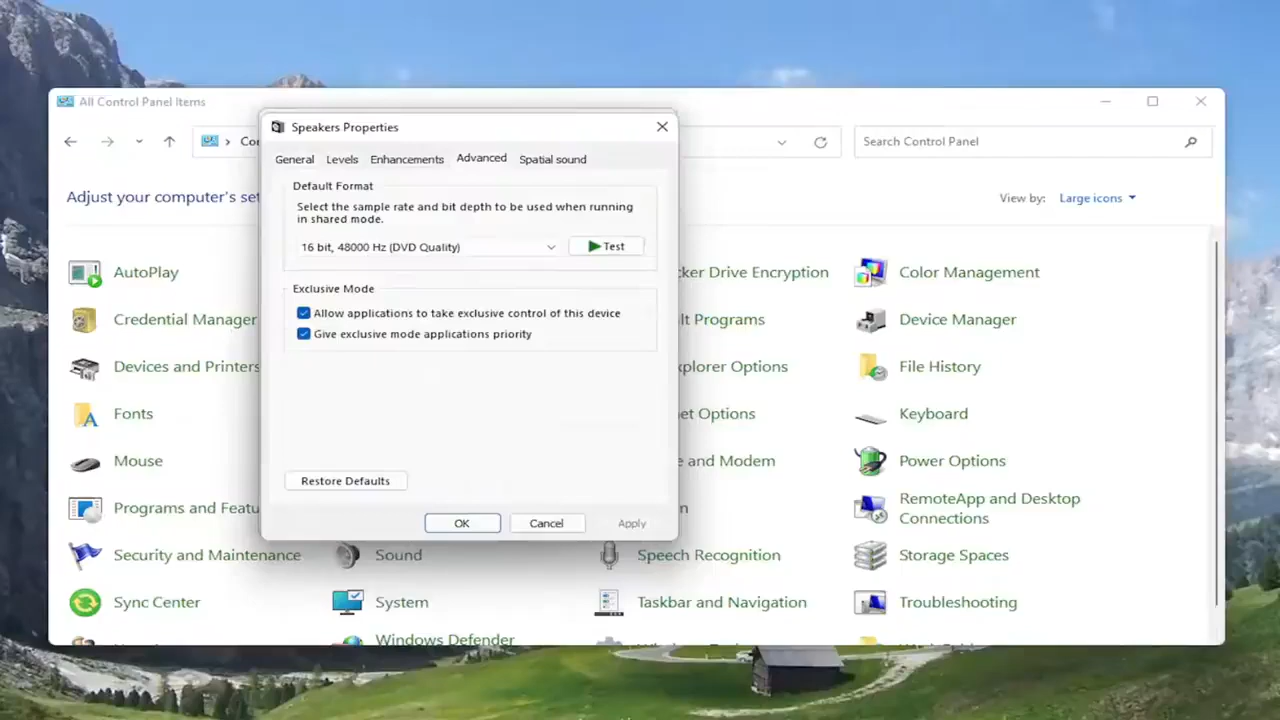 All Control Panel Items
Search Control Panel
Adjust your computer's
View by:
Large icons
Speakers Properties
General
Levels
Enhancements
Advanced
Spatial sound
Default Format
Select the sample rate and bit depth to be used when running
in shared mode.
16 bit, 48000 Hz (DVD Quality)
Test
Exclusive Mode
Allow applications to take exclusive control of this device
Give exclusive mode applications priority
Restore Defaults
OK
Cancel
Apply
AutoPlay
Drive Encryption
Color Management
Credential Manager
Programs
Device Manager
Devices and Printers
Options
File History
Fonts
Options
Keyboard
Mouse
and Modem
Power Options
Programs and
RemoteApp and Desktop
Connections
Security and Maintenance
Sound
Speech Recognition
Storage Spaces
Sync Center
System
Taskbar and Navigation
Troubleshooting
Windows Defender